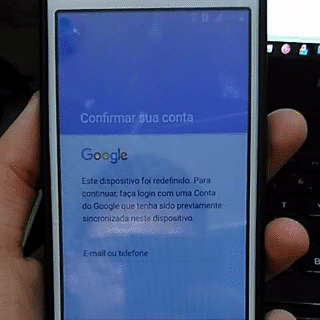 Confirmar sua conta
Google
Este dispositivo foi redefinido. Para
continuar, faça login com uma Conta
do Google que tenha sido previamente
sincronizada neste dispositivo.
E-mail ou telefone
T
V
B